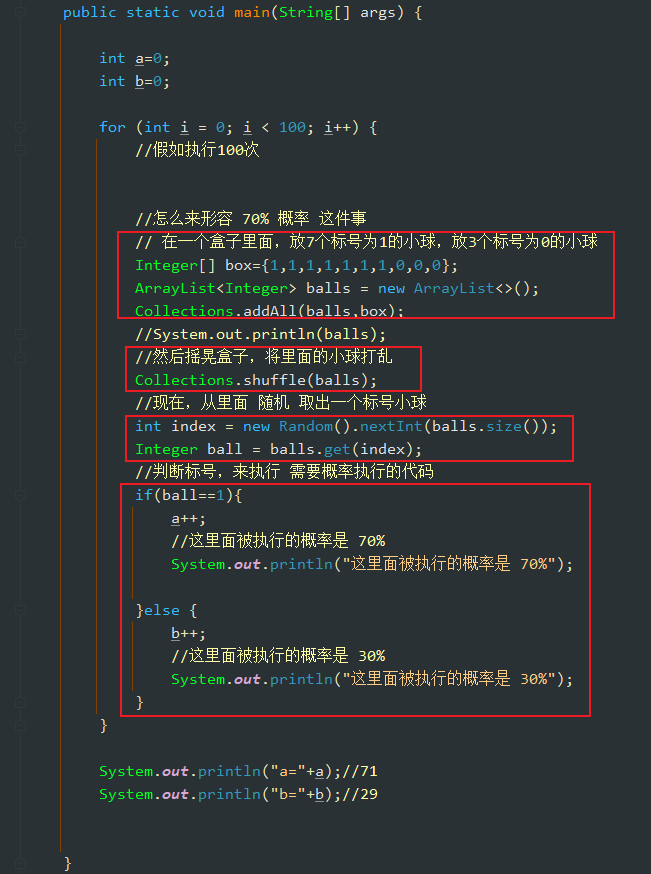 public static void main(String[] args) {
int a=0;
int b=0;
for (int i = 0; i < 100; i++) {
//假如执行100次
//怎么来形容 70% 概率 这件事
// 在一个盒子里面，放7个标号为1的小球，放3个标号为0的小球
Integer[] box={1,1,1,1,1,1,1,0,0,0};
ArrayList<Integer> balls = new ArrayList<>();
Collections.addAll(balls,box);
//System.out.println(balls);
//然后摇晃盒子，将里面的小球打乱
Collections.shuffle(balls);
//现在，从里面 随机 取出一个标号小球
int index = new Random().nextInt(balls.size());
Integer ball = balls.get(index);
//判断标号，来执行 需要概率执行的代码
if(ball==1){
a++;
//这里面被执行的概率是 70%
System.out.println("这里面被执行的概率是 70%");
}else {
b++;
//这里面被执行的概率是 30%
System.out.println("这里面被执行的概率是 30%");
}
}
System.out.println("a="+a);//71
System.out.println("b="+b);//29
}